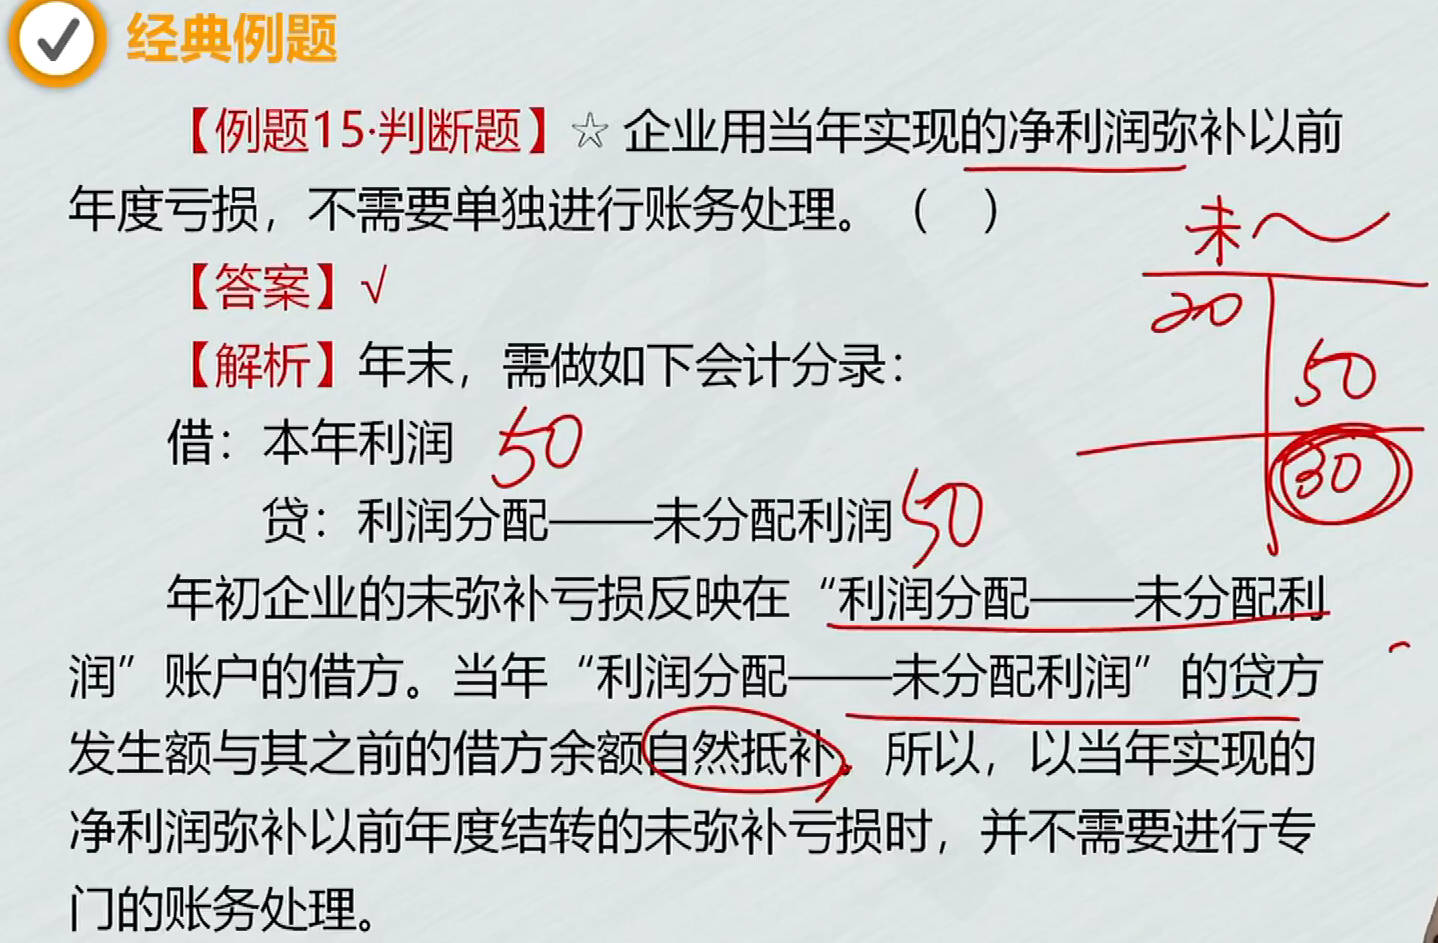 经典例题
【例题15·判断题】☆ 企业用当年实现的净利润弥补以前
年度亏损，不需要单独进行账务处理。（ ）
未
20
【答案】√
【解析】年末，需做如下会计分录：
50
借：本年利润 50
30
贷：利润分配——未分配利润 50
年初企业的未弥补亏损反映在“利润分配——未分配利
润”账户的借方。当年“利润分配——未分配利润”的贷方
发生额与其之前的借方余额自然抵补。所以，以当年实现的
净利润弥补以前年度结转的未弥补亏损时，并不需要进行专
门的账务处理。